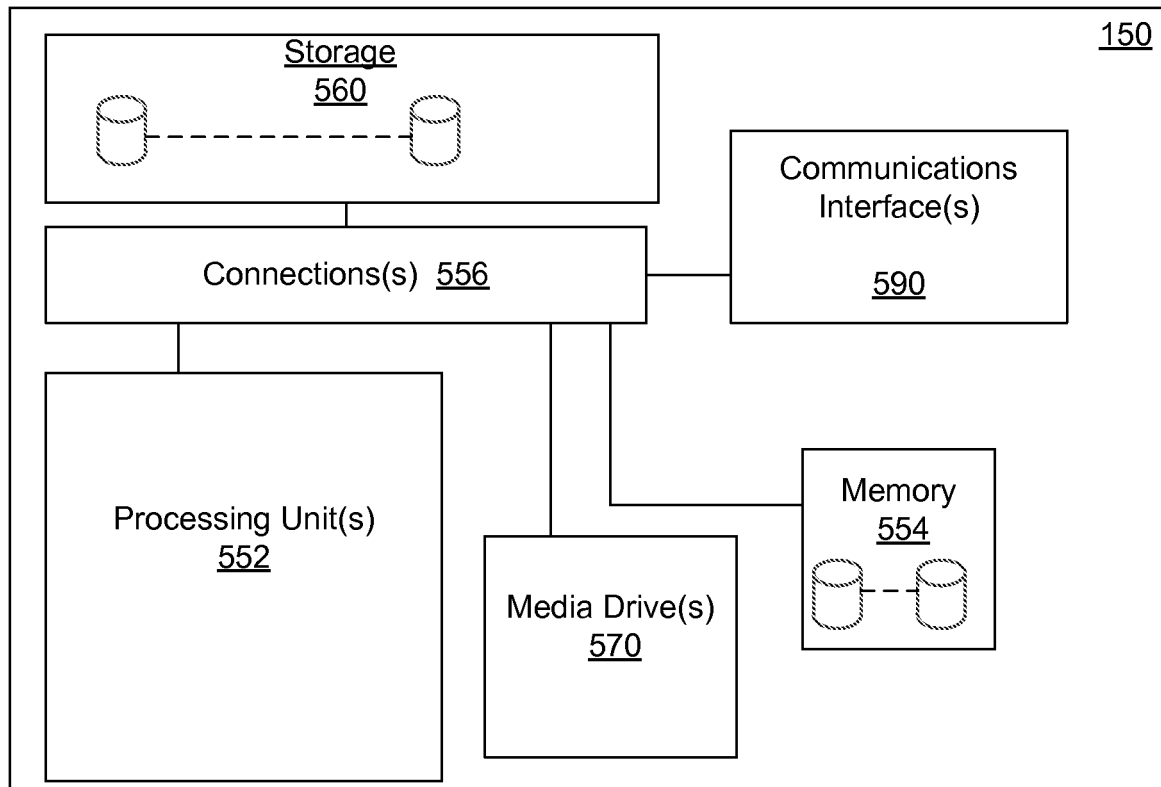 150
Storage
560
Communications
Interface(s)
590
Connections(s) 556
Processing Unit(s)
552
Memory
554
Media Drive(s)
570